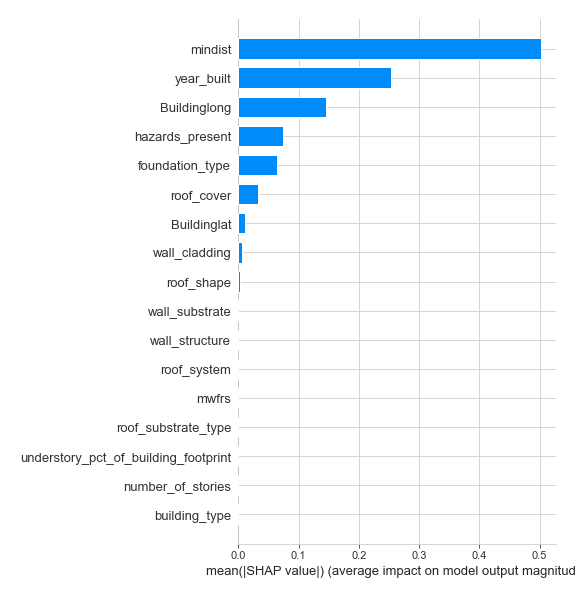 mindist
year_built
Buildinglong
hazards_present
foundation_type
roof_cover
Buildinglat
wall_cladding
roof_shape
wall_substrate
wall_structure
roof_system
mwfrs
roof_substrate_type
understory_pct_of_building_footprint
number_of_stories
building_type
0.0 0.1 0.2 0.3 0.4 0.5
mean(|SHAP value|) (average impact on model output magnitud